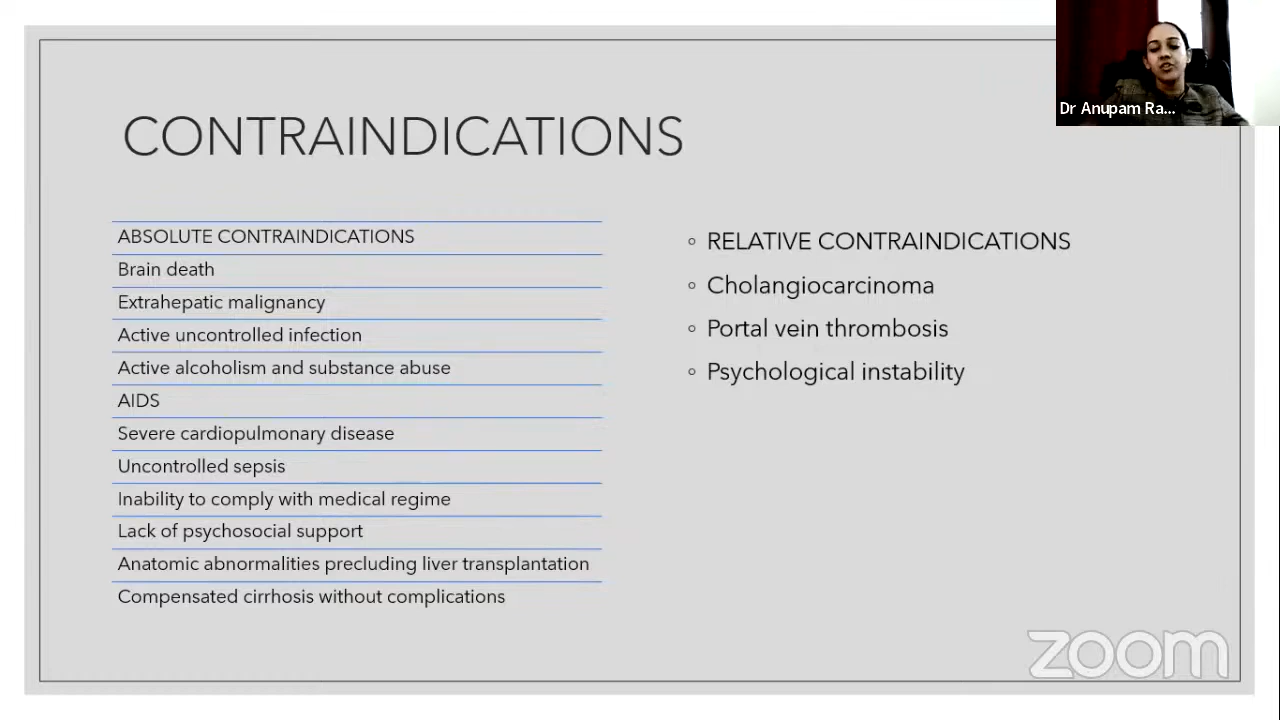 CONTRAINDICATIONS
ABSOLUTE CONTRAINDICATIONS
Brain death
Extrahepatic malignancy
Active uncontrolled infection
Active alcoholism and substance abuse
AIDS
Severe cardiopulmonary disease
Uncontrolled sepsis
Inability to comply with medical regime
Lack of psychosocial support
Anatomic abnormalities precluding liver transplantation
Compensated cirrhosis without complications
◦ RELATIVE CONTRAINDICATIONS
◦ Cholangiocarcinoma
◦ Portal vein thrombosis
◦ Psychological instability
Dr Anupam Ra...
zoom